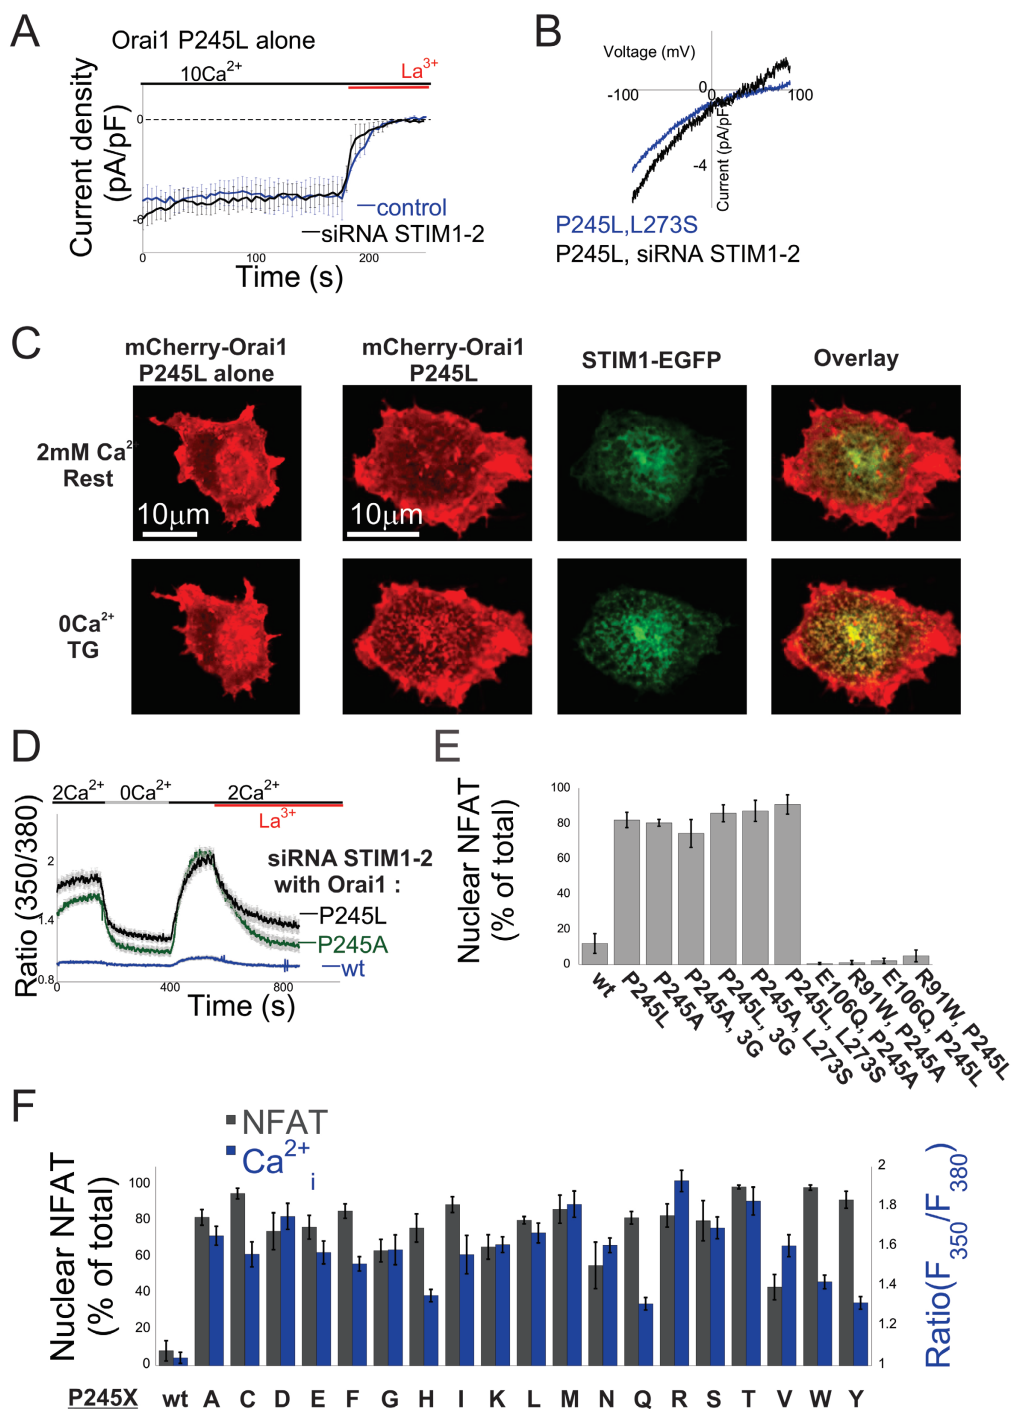 A
Orai1 P245L alone
10Ca²⁺
La³⁺
Current density
(pA/pF)
0
-6
0
100
200
control
siRNA STIM1-2
Time (s)
B
Voltage (mV)
-100
0
0
100
-4
Current (pA/pF)
P245L,L273S
P245L, siRNA STIM1-2
C
mCherry-Orai1
P245L alone
mCherry-Orai1
P245L
STIM1-EGFP
Overlay
2mM Ca²
Rest
10μm
10μm
0Ca²⁺
TG
D
2Ca²⁺
0Ca²⁺
2Ca²⁺
La³⁺
Ratio (350/380)
2
1.4
0.8
siRNA STIM1-2
with Orai1 :
P245L
P245A
wt
0
400
800
Time (s)
E
Nuclear NFAT
(% of total)
100
80
60
40
20
0
wt
P245L
P245A
P245A, 3G
P245L, 3G
P245A, L273S
P245L, L273S
E106Q, P245A
R91W, P245A
E106Q, P245L
R91W, P245L
F
NFAT
Ca²⁺
i
Nuclear NFAT
(% of total)
100
80
60
40
20
0
2
1.8
1.6
1.4
1.2
1
Ratio(F350/F380)
P245X wt A C D E F G H I K L M N Q R S T V W Y